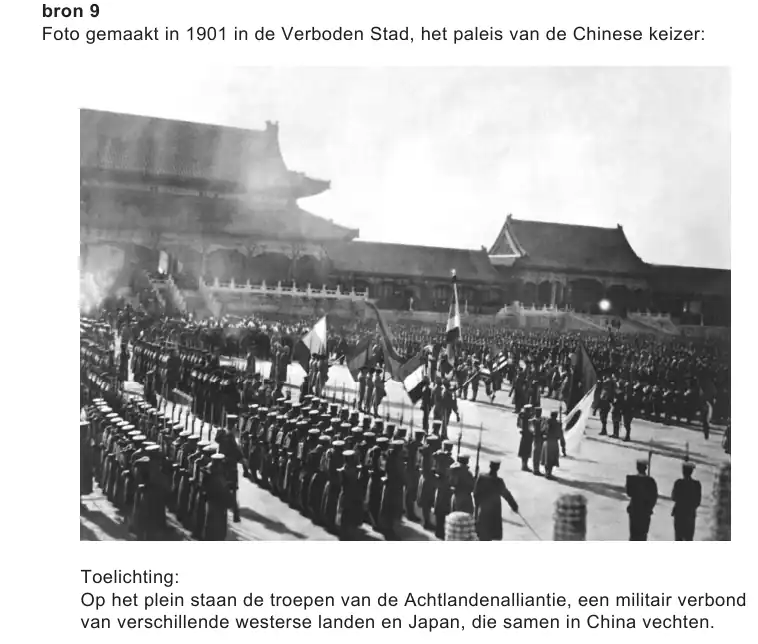 bron 9
Foto gemaakt in 1901 in de Verboden Stad, het paleis van de Chinese keizer:
Toelichting:
Op het plein staan de troepen van de Achtlandenalliantie, een militair verbond
van verschillende westerse landen en Japan, die samen in China vechten.